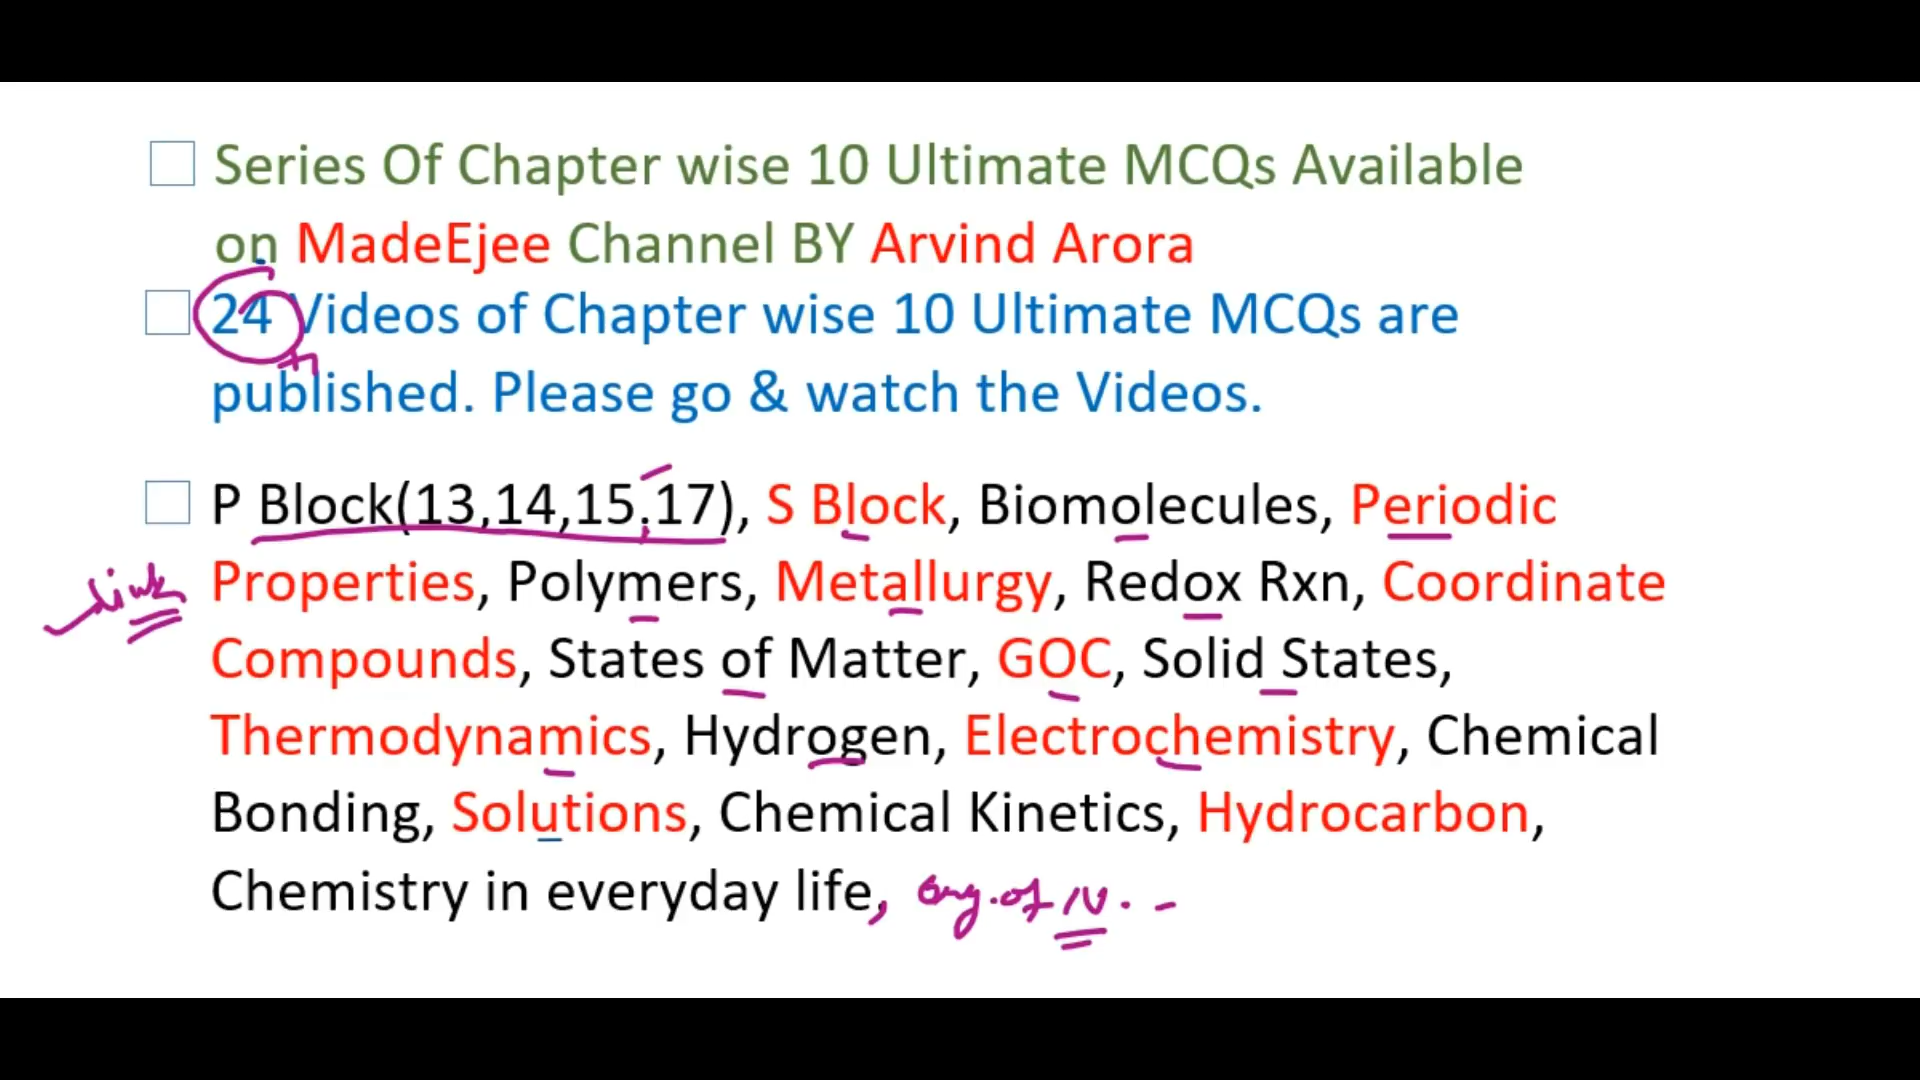 Series Of Chapter wise 10 Ultimate MCQs Available
on MadeEjee Channel BY Arvind Arora
24 Videos of Chapter wise 10 Ultimate MCQs are
published. Please go & watch the Videos.
P Block(13,14,15,17), S Block, Biomolecules, Periodic
Link Properties, Polymers, Metallurgy, Redox Rxn, Coordinate
Compounds, States of Matter, GOC, Solid States,
Thermodynamics, Hydrogen, Electrochemistry, Chemical
Bonding, Solutions, Chemical Kinetics, Hydrocarbon,
Chemistry in everyday life, Org. of N. -